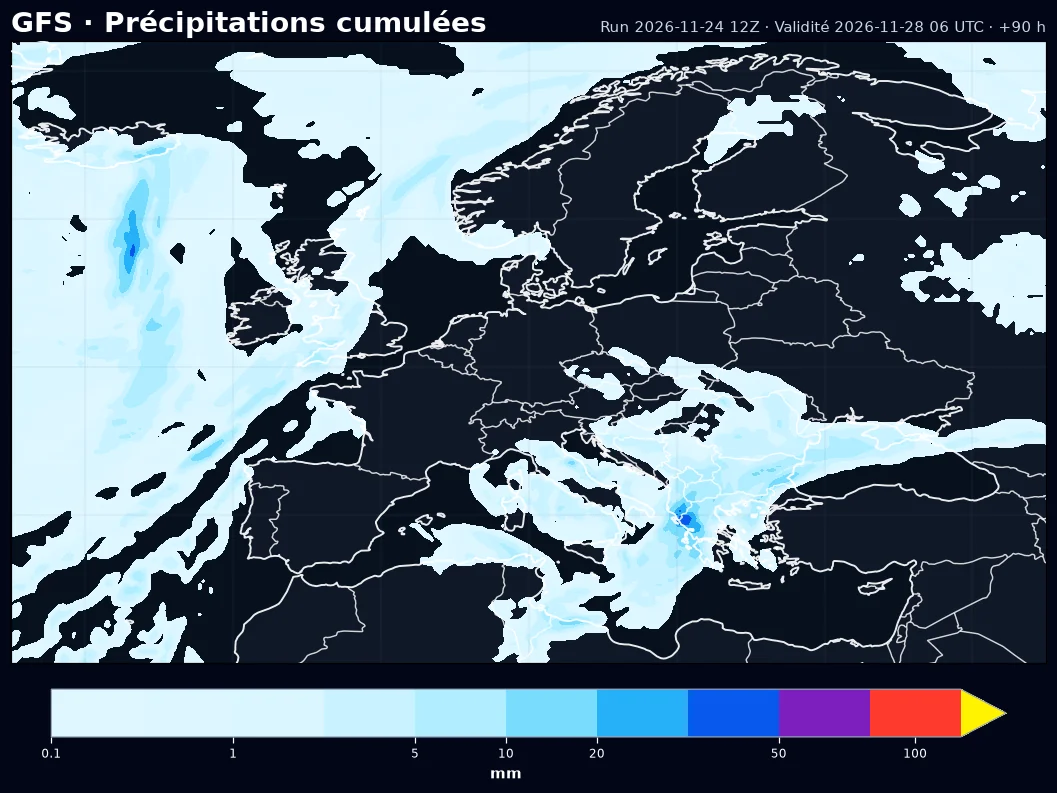 GFS · Précipitations cumulées
Run 2026-11-24 12Z · Validité 2026-11-28 06 UTC · +90 h
0.1 1 5 10 20 50 100
mm